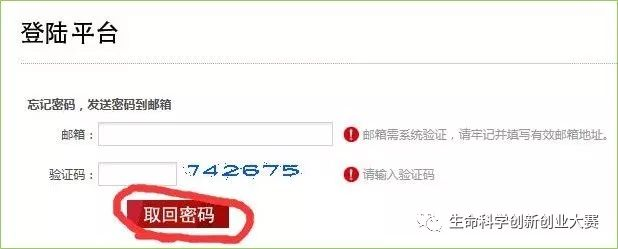 登陆平台
忘记密码，发送密码到邮箱
邮箱： 邮箱需系统验证，请牢记并填写有效邮箱地址。
验证码： 742675 请输入验证码
取回密码
生命科学创新创业大赛